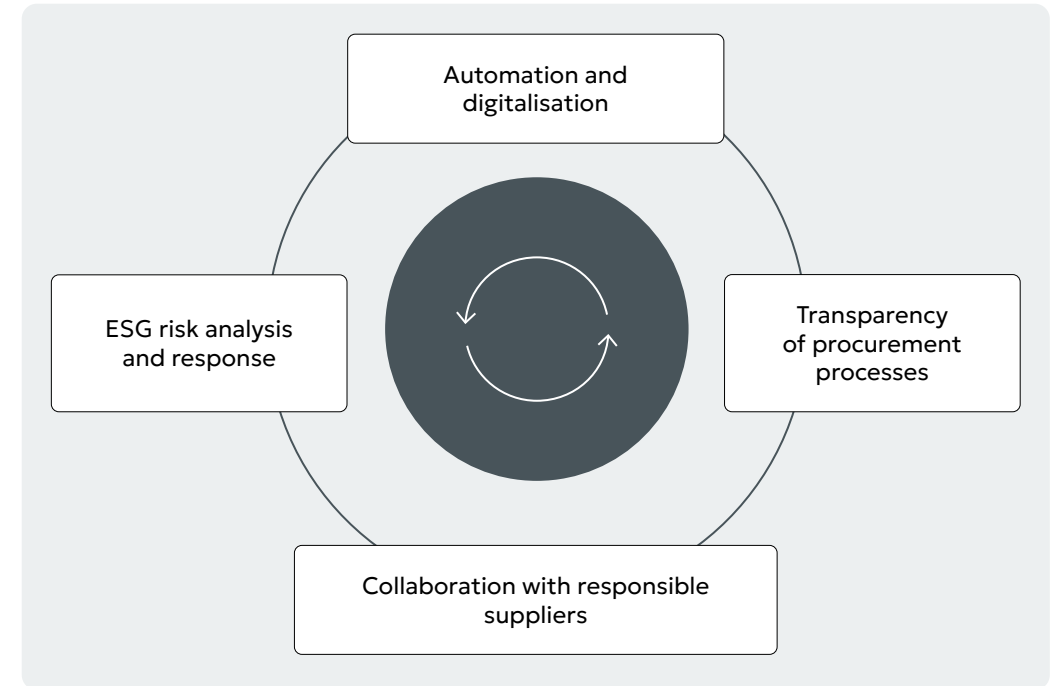 Automation and
digitalisation
ESG risk analysis
and response
Transparency
of procurement
processes
Collaboration with responsible
suppliers